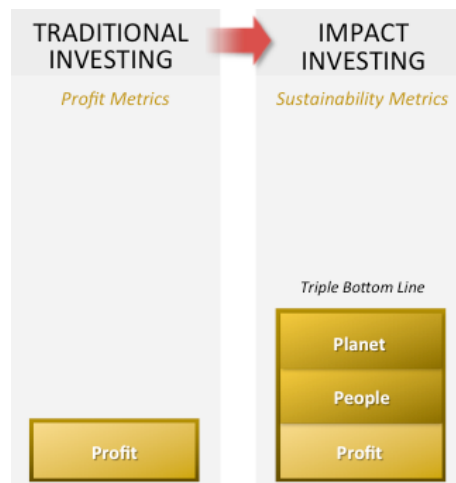 TRADITIONAL
INVESTING
Profit Metrics
Profit
IMPACT
INVESTING
Sustainability Metrics
Triple Bottom Line
Planet
People
Profit